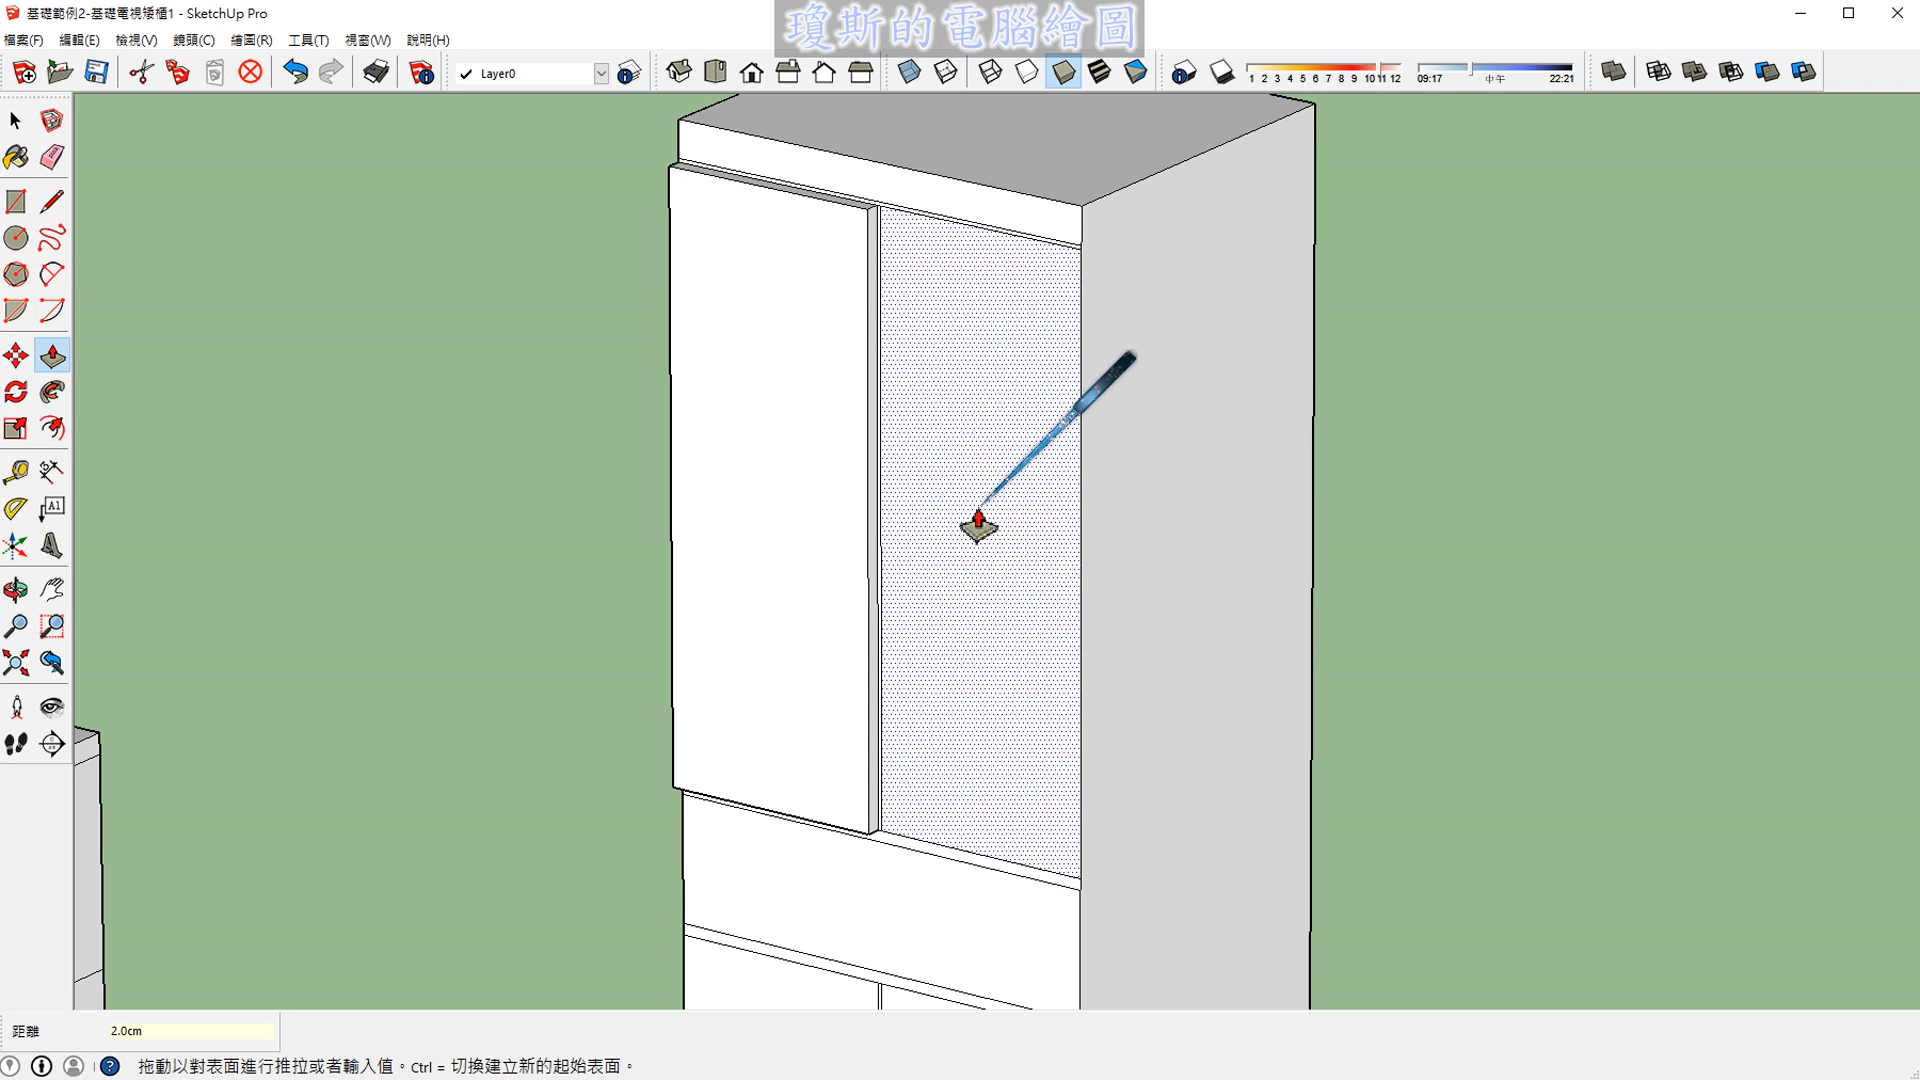 基礎範例2-基礎電視矮櫃1 - SketchUp Pro
瓊斯的電腦繪圖
檔案(F) 編輯(E) 檢視(V) 鏡頭(C) 繪圖(R) 工具(T) 視窗(W) 說明(H)
Layer0
1 2 3 4 5 6 7 8 9 10 11 12
09:17 中午 22:21
A1
距離 2.0cm
拖動以對表面進行推拉或者輸入值。Ctrl = 切換建立新的起始表面。